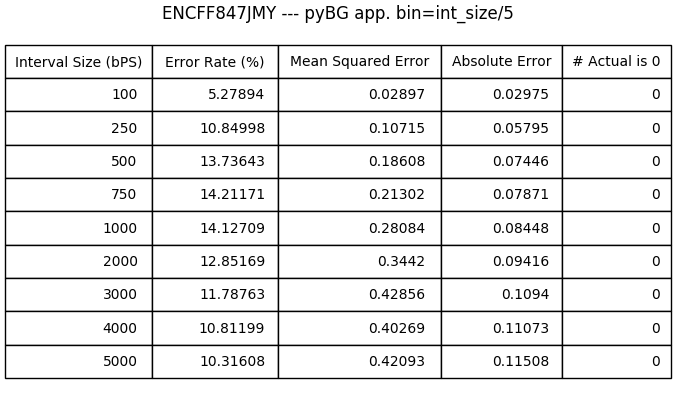 ENCFF847JMY --- pyBG app. bin=int_size/5
Interval Size (bPS) Error Rate (%) Mean Squared Error Absolute Error # Actual is 0
100 5.27894 0.02897 0.02975 0
250 10.84998 0.10715 0.05795 0
500 13.73643 0.18608 0.07446 0
750 14.21171 0.21302 0.07871 0
1000 14.12709 0.28084 0.08448 0
2000 12.85169 0.3442 0.09416 0
3000 11.78763 0.42856 0.1094 0
4000 10.81199 0.40269 0.11073 0
5000 10.31608 0.42093 0.11508 0